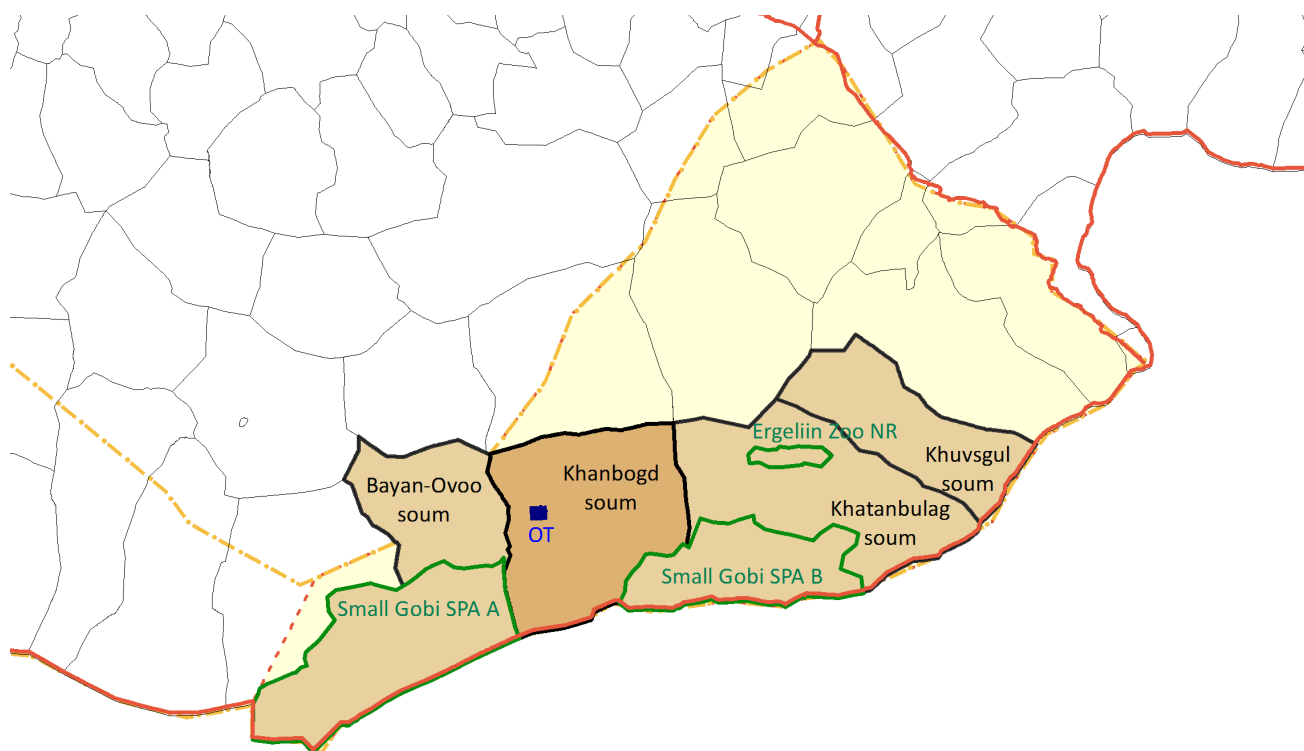 Ergeliin Zoo NR
Khuvsgul
soum
Khanbogd
soum
Bayan-Ovoo
soum
Khatanbulag
soum
OT
Small Gobi SPA B
Small Gobi SPA A